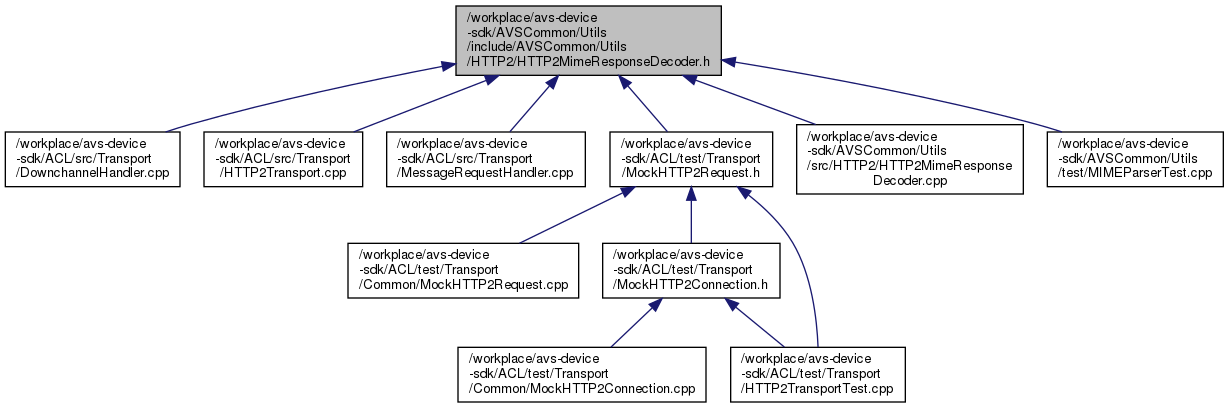 /workplace/avs-device
-sdk/AVSCommon/Utils
/include/AVSCommon/Utils
/HTTP2/HTTP2MimeResponseDecoder.h
/workplace/avs-device
-sdk/ACL/src/Transport
/DownchannelHandler.cpp
/workplace/avs-device
-sdk/ACL/src/Transport
/HTTP2Transport.cpp
/workplace/avs-device
-sdk/ACL/src/Transport
/MessageRequestHandler.cpp
/workplace/avs-device
-sdk/ACL/test/Transport
/MockHTTP2Request.h
/workplace/avs-device
-sdk/AVSCommon/Utils
/src/HTTP2/HTTP2MimeResponse
Decoder.cpp
/workplace/avs-device
-sdk/AVSCommon/Utils
/test/MIMEParserTest.cpp
/workplace/avs-device
-sdk/ACL/test/Transport
/Common/MockHTTP2Request.cpp
/workplace/avs-device
-sdk/ACL/test/Transport
/MockHTTP2Connection.h
/workplace/avs-device
-sdk/ACL/test/Transport
/Common/MockHTTP2Connection.cpp
/workplace/avs-device
-sdk/ACL/test/Transport
/HTTP2TransportTest.cpp